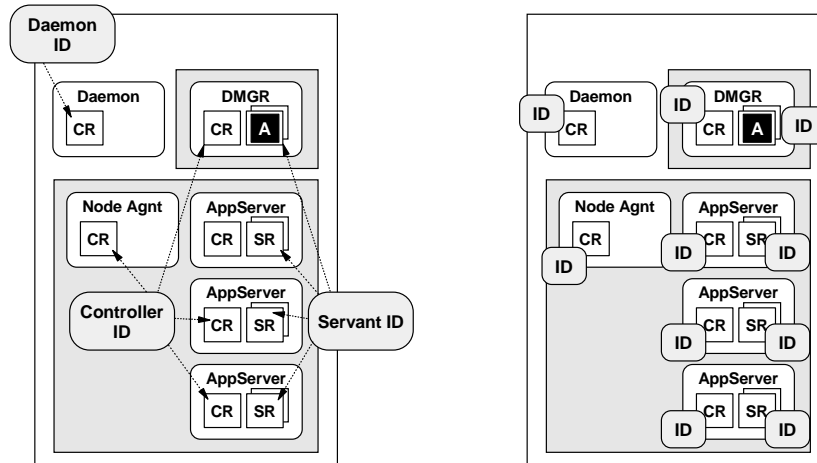 Daemon
ID
Daemon
CR
DMGR
CR
A
Node Agnt
CR
AppServer
CR
SR
Controller
ID
AppServer
CR
SR
Servant ID
AppServer
CR
SR
Daemon
ID
CR
DMGR
ID
CR
A
ID
Node Agnt
CR
ID
AppServer
CR
SR
ID
ID
AppServer
CR
SR
ID
ID
AppServer
CR
SR
ID
ID